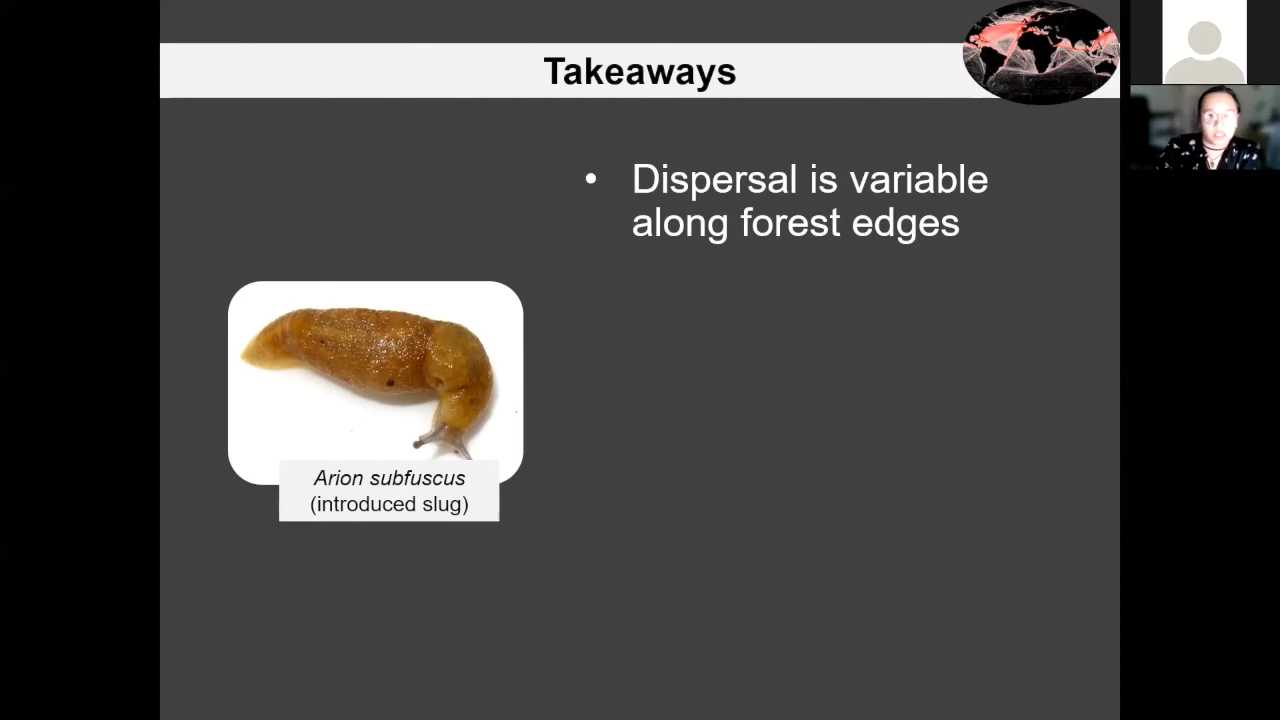 Takeaways
• Dispersal is variable
along forest edges
Arion subfuscus
(introduced slug)